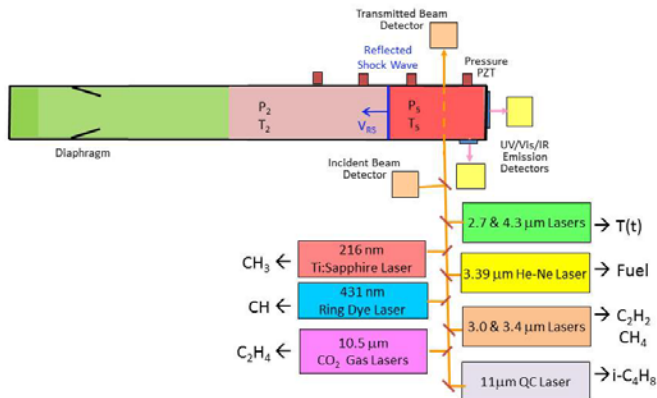 Transmitted Beam
Detector
Reflected
Shock Wave
Pressure
PZT
P2
T2
VRS
P5
T5
Diaphragm
Incident Beam
Detector
UV/Vis/IR
Emission
Detectors
2.7 & 4.3 µm Lasers
→ T(t)
CH3 ←
216 nm
Ti:Sapphire Laser
3.39 µm He-Ne Laser
→ Fuel
CH ←
431 nm
Ring Dye Laser
3.0 & 3.4 µm Lasers
→ C2H2
CH4
C2H4 ←
10.5 µm
CO2 Gas Lasers
11µm QC Laser
→ i-C4H8